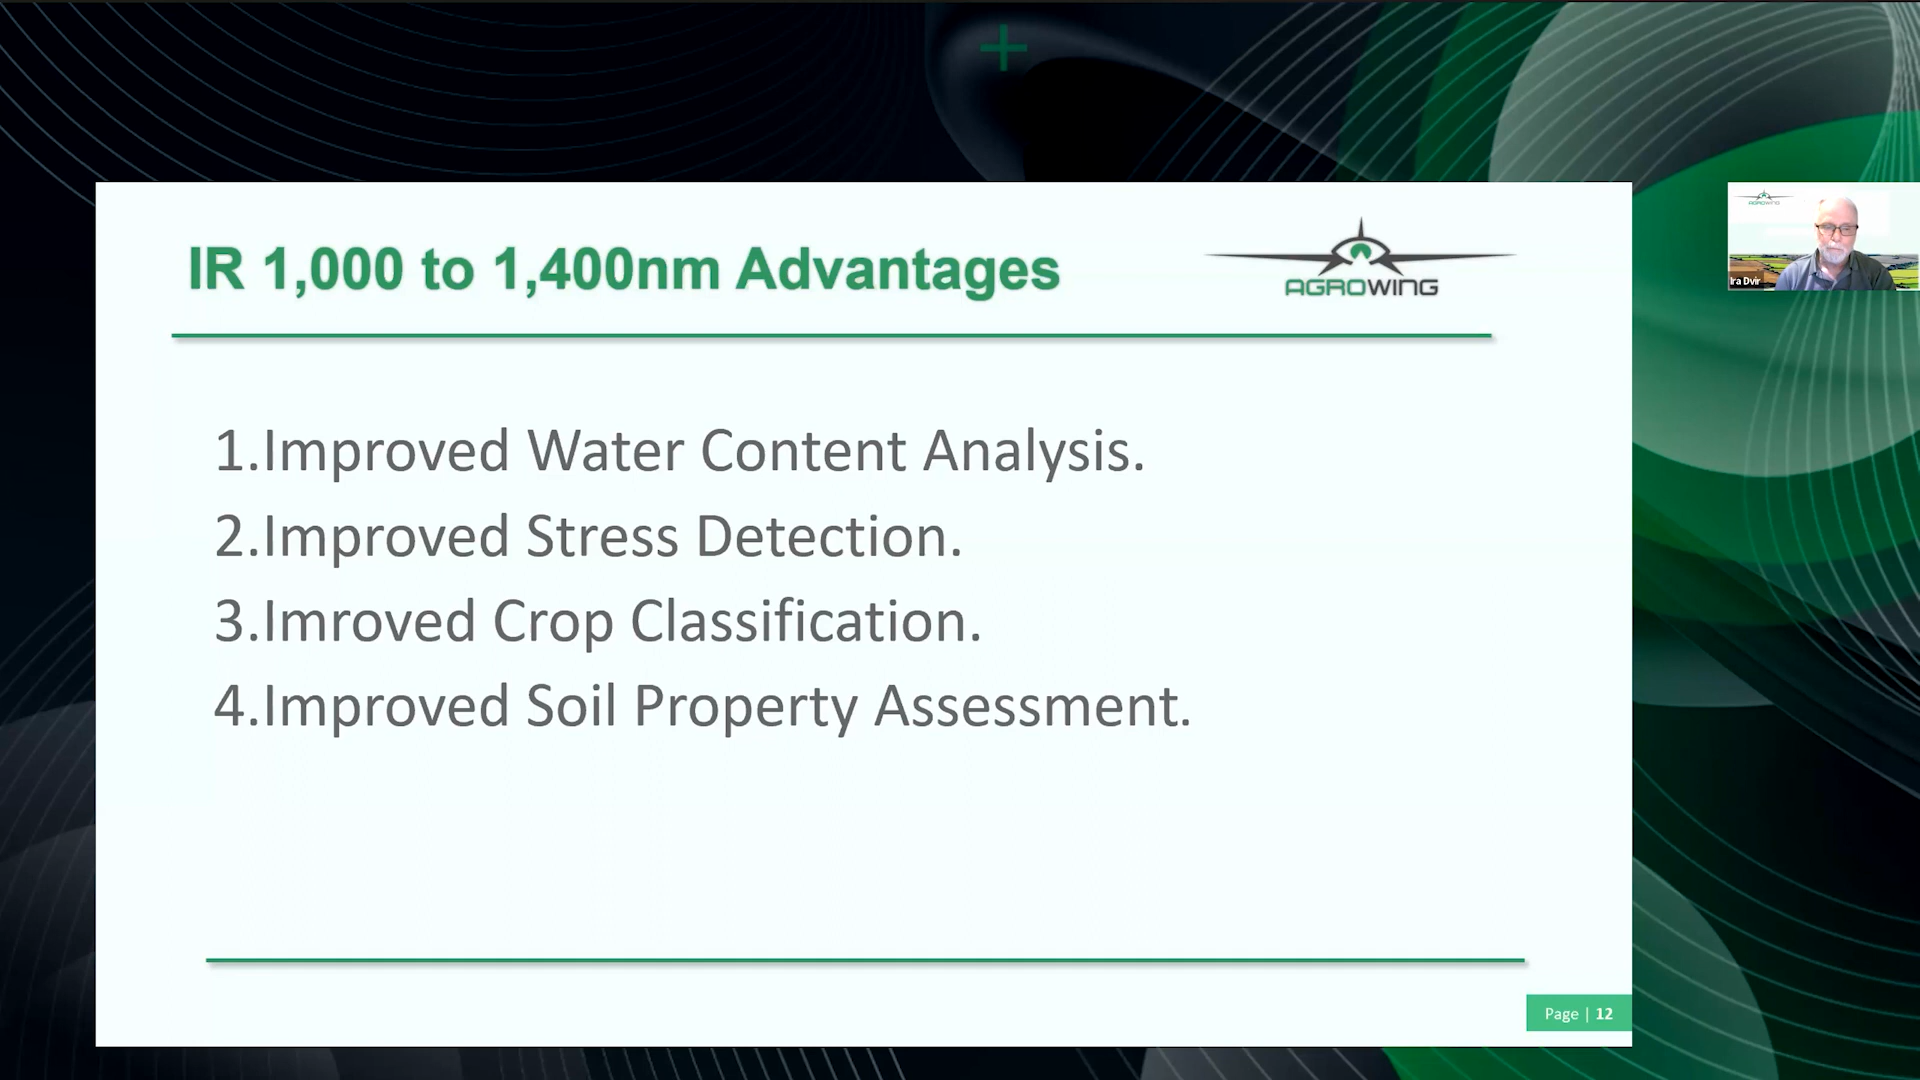 IR 1,000 to 1,400nm Advantages
AGROWING
AGROWING
Ira Dvir
1.Improved Water Content Analysis.
2.Improved Stress Detection.
3.Imroved Crop Classification.
4.Improved Soil Property Assessment.
Page | 12